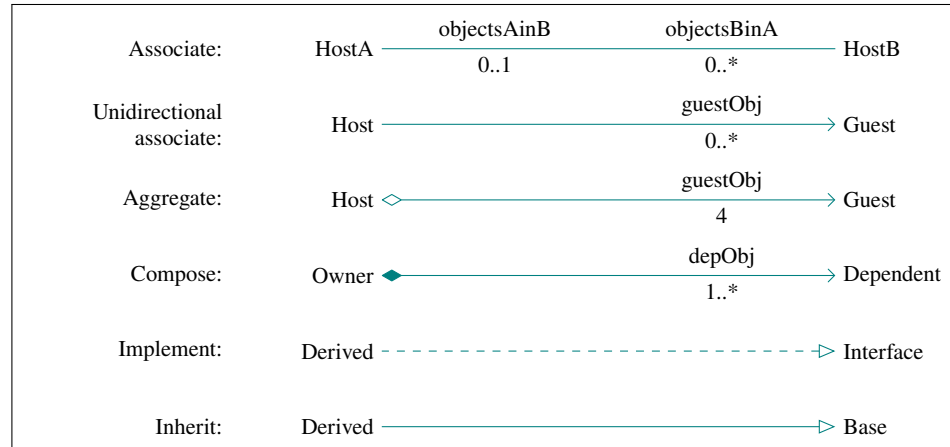 objectsAinB objectsBinA
Associate: HostA HostB
0..1 0..*
Unidirectional
associate:
guestObj
Host Guest
0..*
guestObj
Aggregate: Host Guest
4
depObj
Compose: Owner Dependent
1..*
Implement: Derived Interface
Inherit: Derived Base